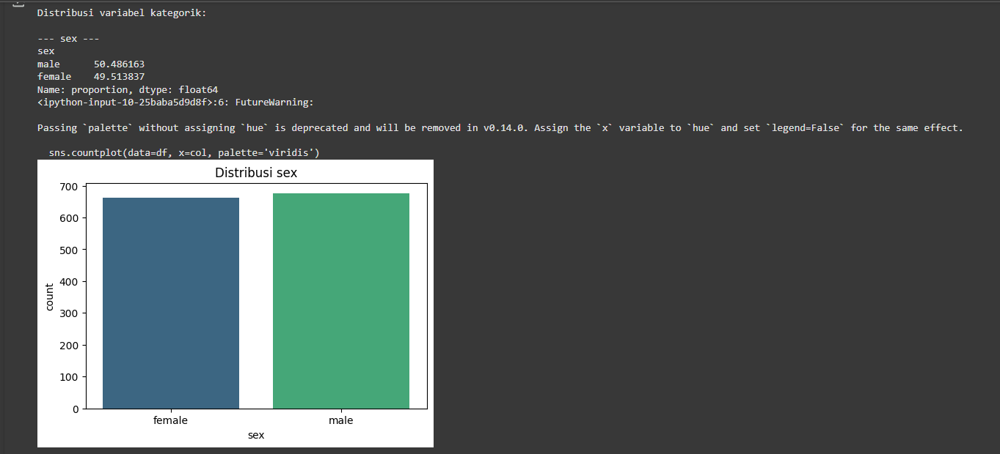 Distribusi variabel kategorik:
--- sex ---
sex
male      50.486163
female    49.513837
Name: proportion, dtype: float64
<ipython-input-10-25baba5d9d8f>:6: FutureWarning:
Passing `palette` without assigning `hue` is deprecated and will be removed in v0.14.0. Assign the `x` variable to `hue` and set `legend=False` for the same effect.
  sns.countplot(data=df, x=col, palette='viridis')
Distribusi sex
700
600
500
400
300
200
100
0
count
female
male
sex